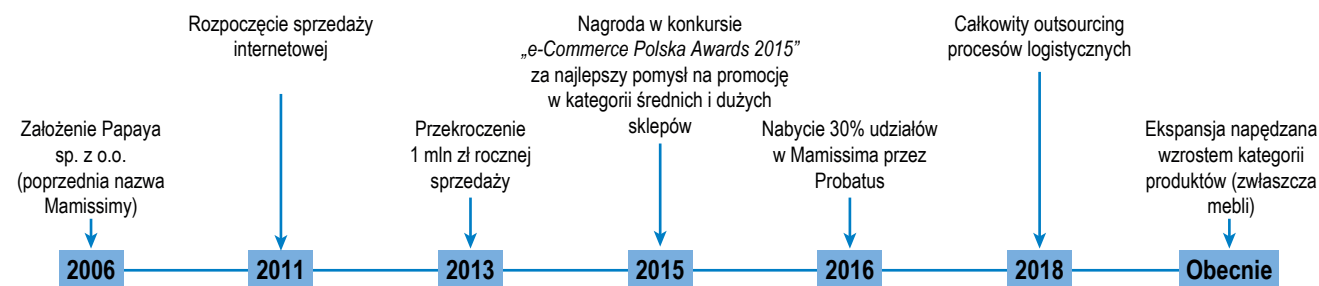 Założenie Papaya
sp. z o.o.
(poprzednia nazwa
Mamissimy)
2006
Rozpoczęcie sprzedaży
internetowej
2011
Przekroczenie
1 mln zł rocznej
sprzedaży
2013
Nagroda w konkursie
„e-Commerce Polska Awards 2015”
za najlepszy pomysł na promocję
w kategorii średnich i dużych
sklepów
2015
Nabycie 30% udziałów
w Mamissima przez
Probatus
2016
Całkowity outsourcing
procesów logistycznych
2018
Ekspansja napędzana
wzrostem kategorii
produktów (zwłaszcza
mebli)
Obecnie